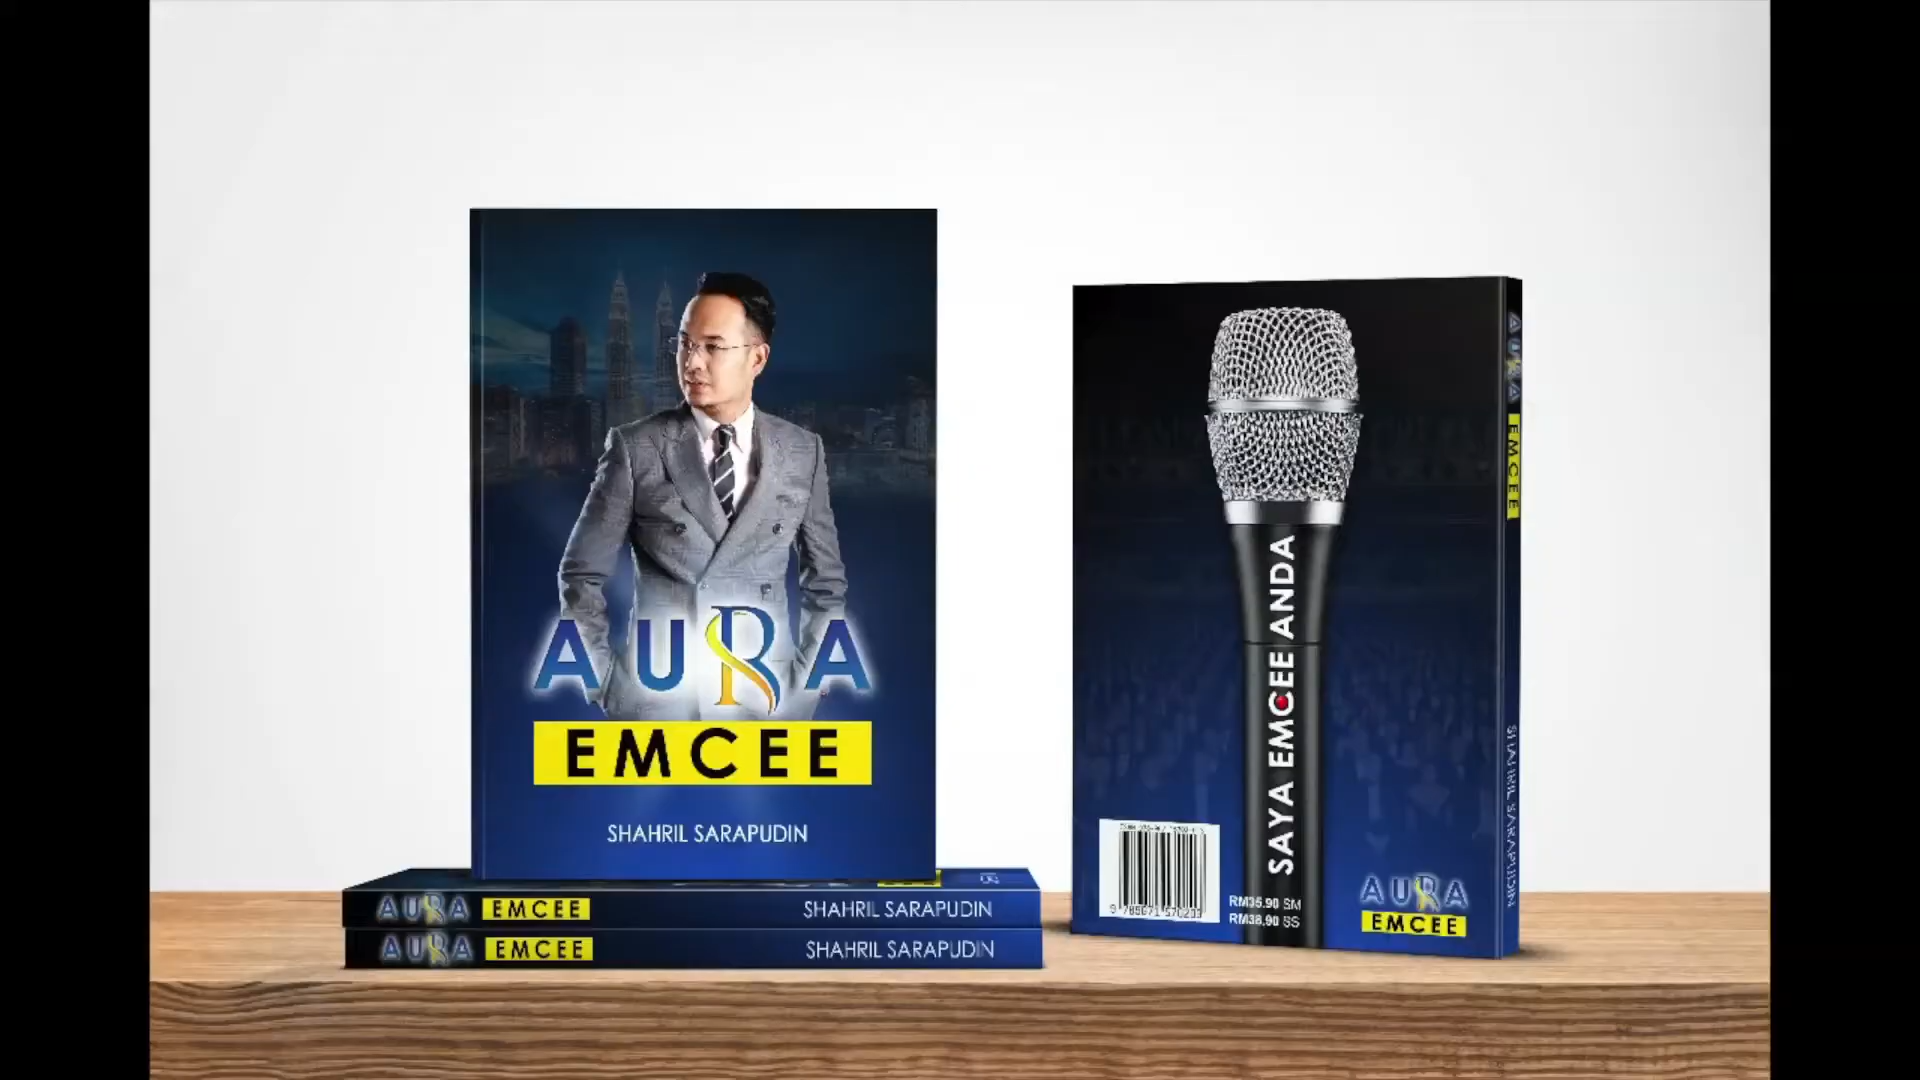 AURA
EMCEE
SHAHRIL SARAPUDIN
AURA EMCEE SHAHRIL SARAPUDIN
AURA EMCEE SHAHRIL SARAPUDIN
SAYA EMCEE ANDA
RM35.90 SM
RM38.90 SS
AURA
EMCEE
AURA EMCEE SHAHRIL SARAPUDIN